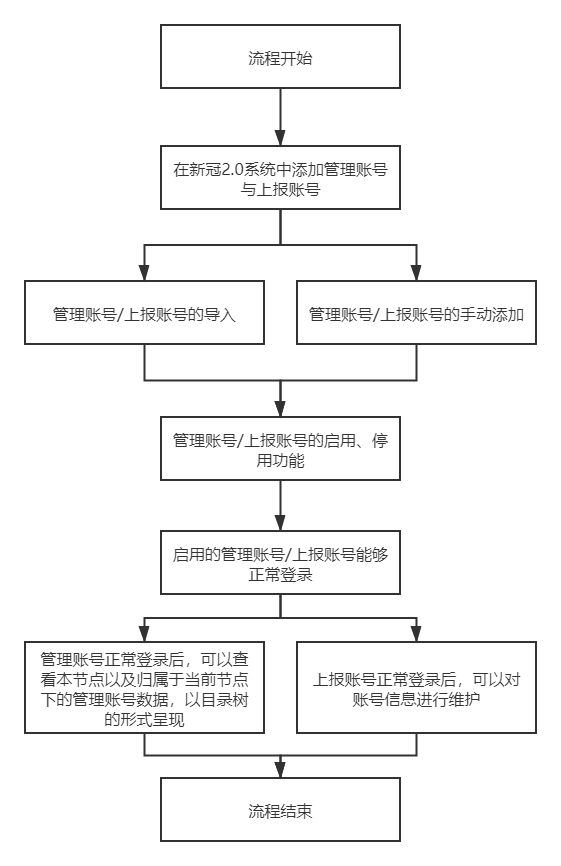 流程开始
在新冠2.0系统中添加管理账号
与上报账号
管理账号/上报账号的导入
管理账号/上报账号的手动添加
管理账号/上报账号的启用、停
用功能
启用的管理账号/上报账号能够
正常登录
管理账号正常登录后，可以查
看本节点以及归属于当前节点
下的管理账号数据，以目录树
的形式呈现
上报账号正常登录后，可以对
账号信息进行维护
流程结束